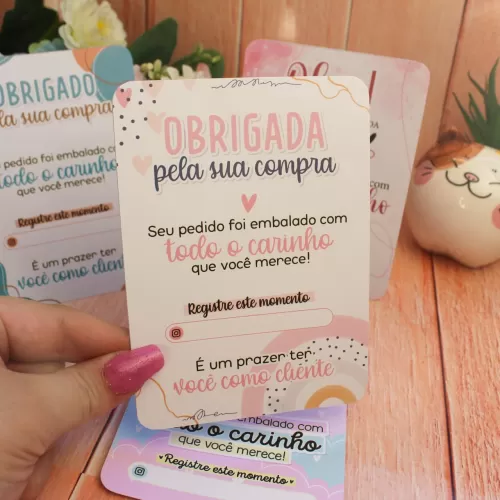 OBRIGADA
pela sua compra
Seu pedido foi embalado com
todo o carinho
que você merece!
Registre este momento
É um prazer ter
você como cliente
OBRIGADO
pela sua compra
pedido foi embalado
todo o carinho
que você merece!
Registre este momento
É um prazer ter
você como cliente
embalado com
o carinho
que você merece!
Registre este momento